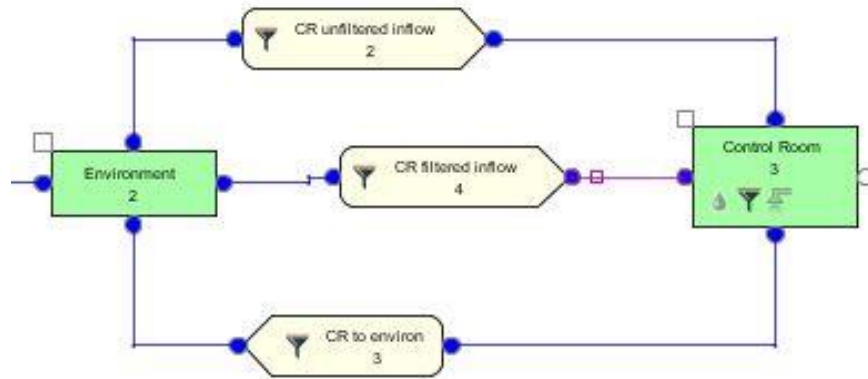 CR unfiltered inflow
2
Environment
2
CR filtered inflow
4
Control Room
3
CR to environ
3